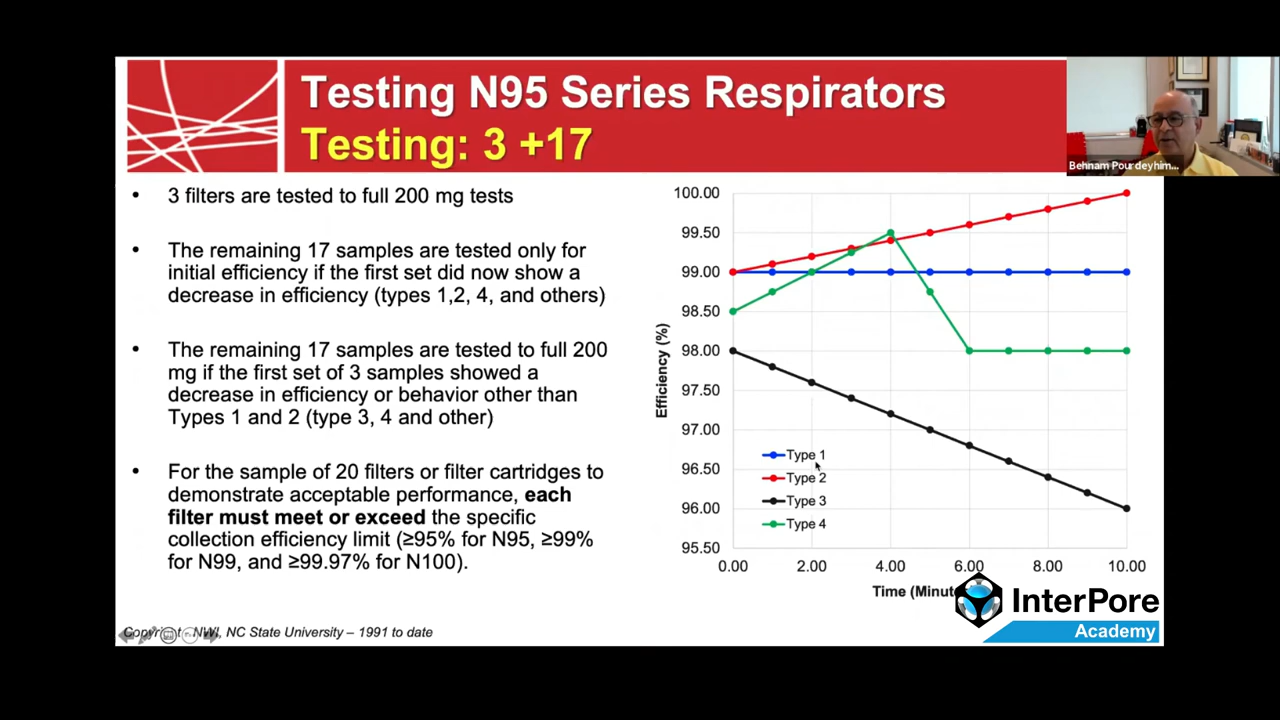 Testing N95 Series Respirators
Testing: 3 +17
Behnam Pourdeyhim...
• 3 filters are tested to full 200 mg tests
• The remaining 17 samples are tested only for
initial efficiency if the first set did now show a
decrease in efficiency (types 1,2, 4, and others)
• The remaining 17 samples are tested to full 200
mg if the first set of 3 samples showed a
decrease in efficiency or behavior other than
Types 1 and 2 (type 3, 4 and other)
• For the sample of 20 filters or filter cartridges to
demonstrate acceptable performance, each
filter must meet or exceed the specific
collection efficiency limit (≥95% for N95, ≥99%
for N99, and ≥99.97% for N100).
100.00
99.50
99.00
98.50
98.00
97.50
97.00
96.50
96.00
95.50
Efficiency (%)
Type 1
Type 2
Type 3
Type 4
0.00 2.00 4.00 6.00 8.00 10.00
Time
InterPore
Academy
NWI, NC State University – 1991 to date